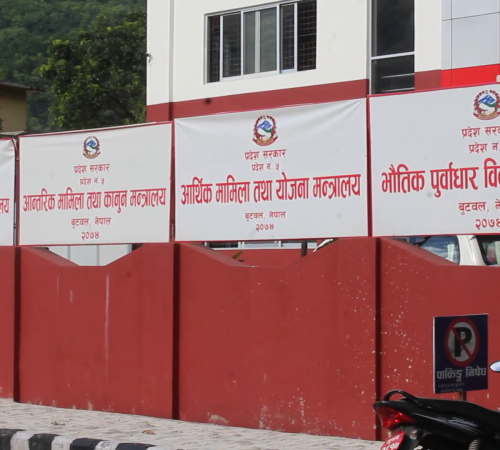 लय
प्रदेश सरकार
प्रदेश नं. ५
आन्तरिक मामिला तथा कानुन मन्त्रालय
बुटवल, नेपाल
२०७४
प्रदेश सरकार
प्रदेश नं. ५
आर्थिक मामिला तथा योजना मन्त्रालय
बुटवल, नेपाल
२०७४
प्रदेश स
प्रदेश न
भौतिक पुर्वाधार वि
बुटवल, ने
२०७
P
पार्किङ्ग निषेध